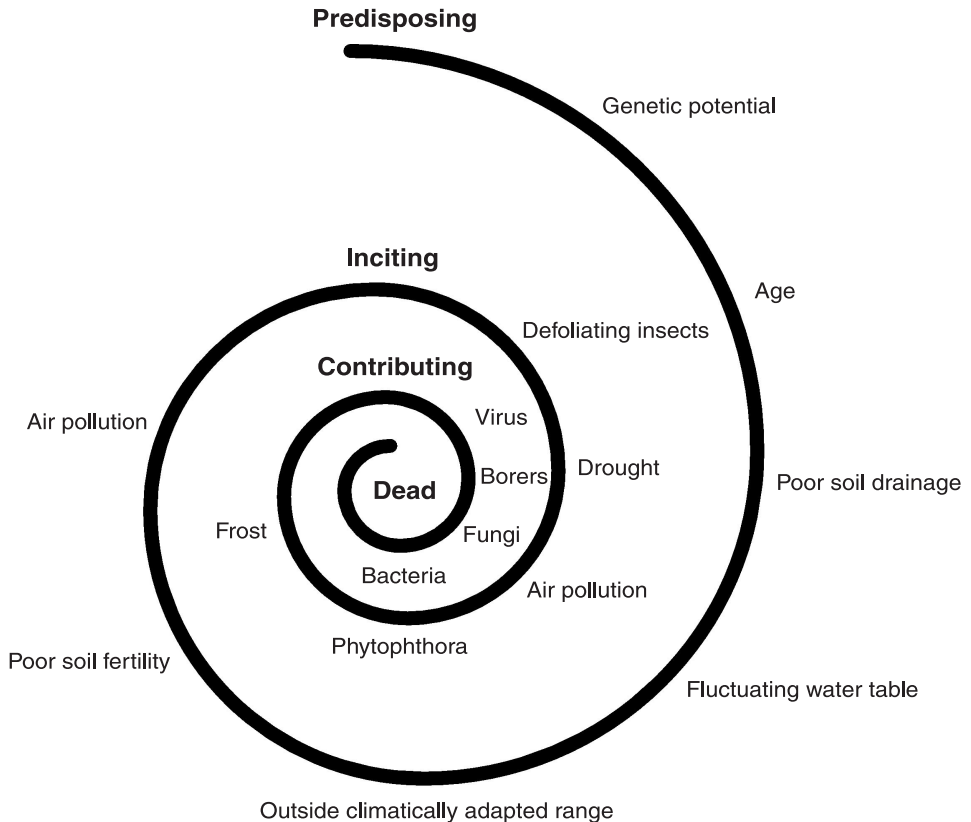 Predisposing
Genetic potential
Age
Poor soil drainage
Fluctuating water table
Outside climatically adapted range
Poor soil fertility
Air pollution
Inciting
Defoliating insects
Drought
Air pollution
Phytophthora
Frost
Contributing
Virus
Borers
Fungi
Bacteria
Dead